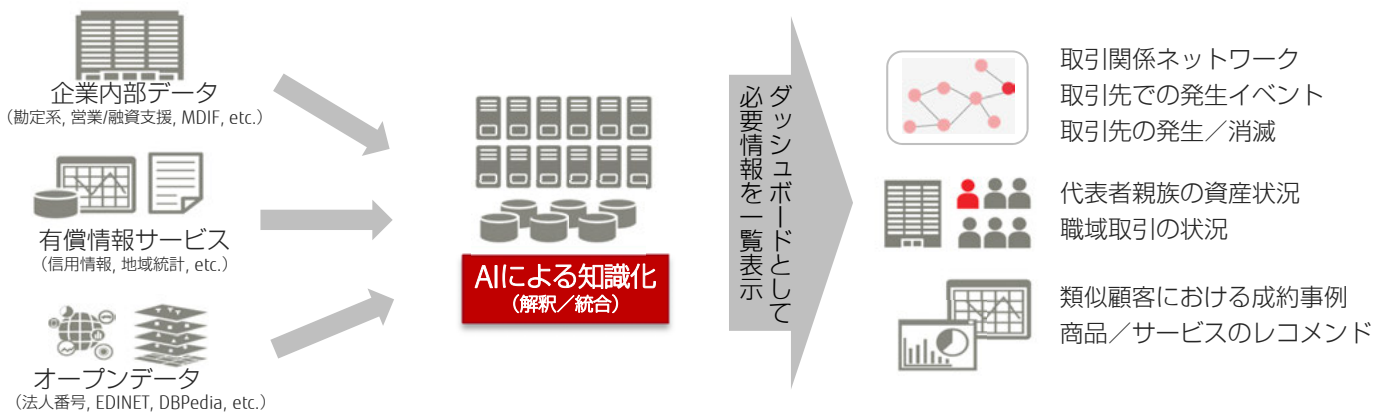 企業内部データ
（勘定系, 営業/融資支援, MDIF, etc.）
有償情報サービス
（信用情報, 地域統計, etc.）
オープンデータ
（法人番号, EDINET, DBPedia, etc.）
AIによる知識化
（解釈／統合）
ダッシュボードとして
必要情報を一覧表示
取引関係ネットワーク
取引先での発生イベント
取引先の発生／消滅
代表者親族の資産状況
職域取引の状況
類似顧客における成約事例
商品／サービスのレコメンド